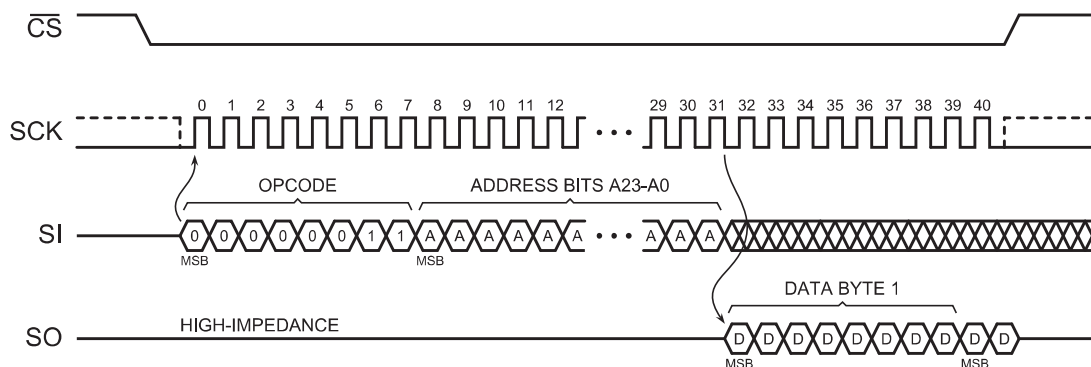 CS
0 1 2 3 4 5 6 7 8 9 10 11 12 29 30 31 32 33 34 35 36 37 38 39 40
SCK
OPCODE ADDRESS BITS A23-A0
SI 0 0 0 0 0 0 1 1 A A A A A A A A A
MSB MSB
DATA BYTE 1
HIGH-IMPEDANCE
SO D D D D D D D D D D
MSB MSB